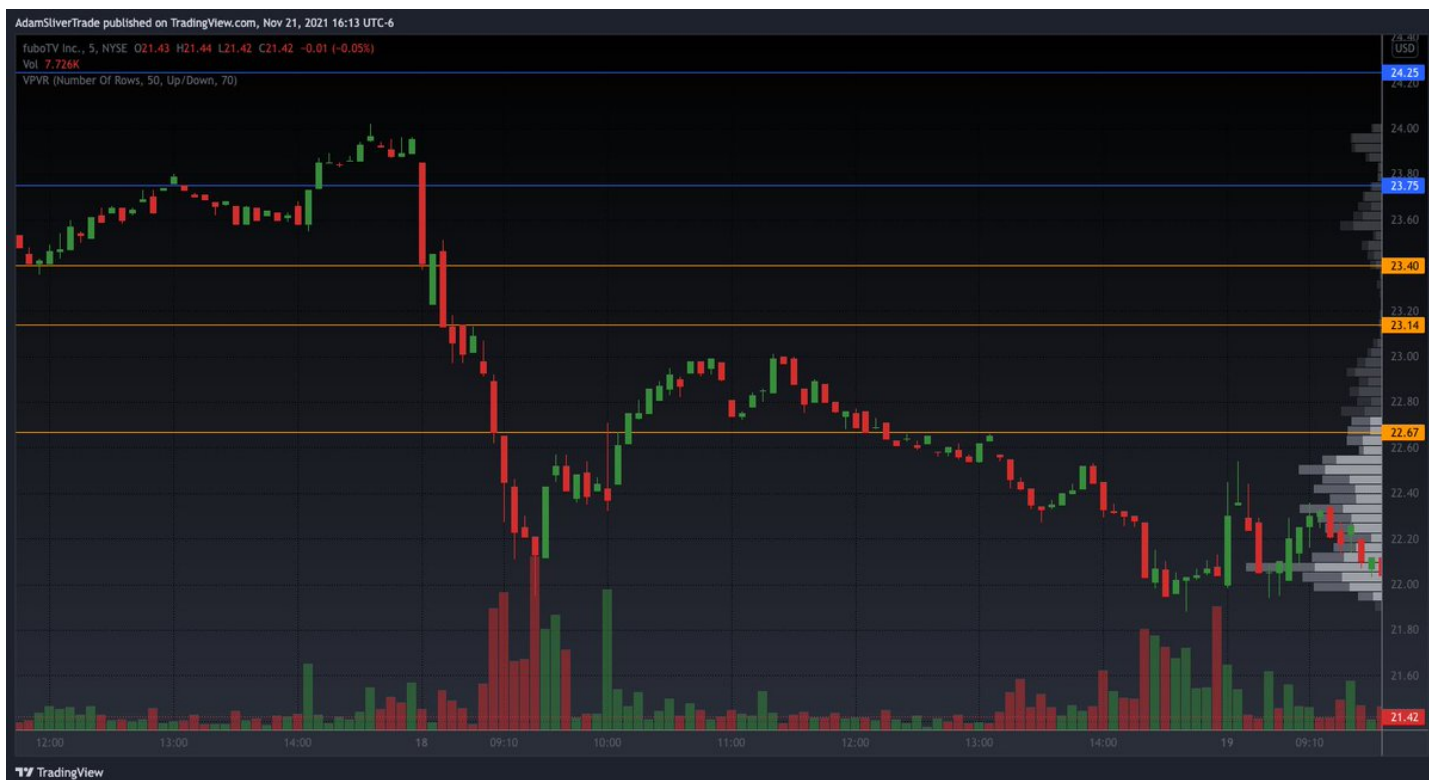 AdamSliverTrade published on TradingView.com, Nov 21, 2021 16:13 UTC-6
fuboTV Inc., 5, NYSE O21.43 H21.44 L21.42 C21.42 -0.01 (-0.05%)
Vol 7.726K
VPVR (Number Of Rows, 50, Up/Down, 70)
24.40
USD
24.25
24.20
24.00
23.80
23.75
23.60
23.40
23.20
23.14
23.00
22.80
22.67
22.60
22.40
22.20
22.00
21.80
21.60
21.42
12:00 13:00 14:00 18 09:10 10:00 11:00 12:00 13:00 14:00 19 09:10
TradingView